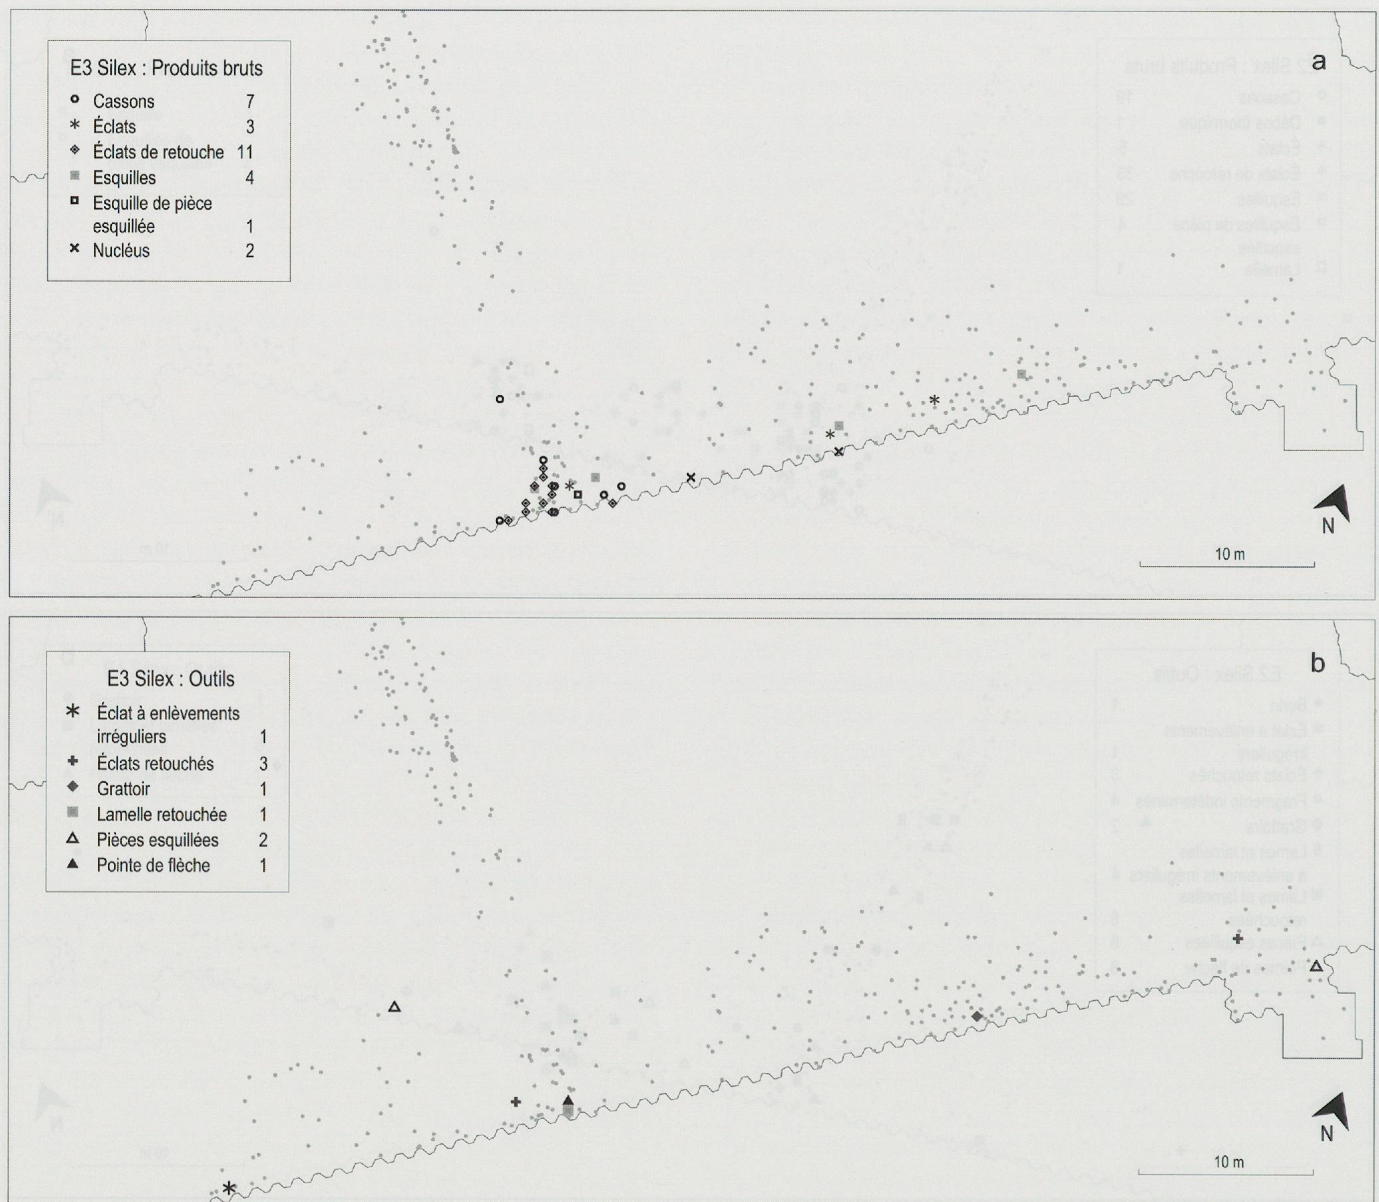 a
E3 Silex : Produits bruts
Cassons 7
Éclats 3
Éclats de retouche 11
Esquilles 4
Esquille de pièce
esquillée 1
Nucléus 2
N
10 m
b
E3 Silex : Outils
Éclat à enlèvements
irréguliers 1
Éclats retouchés 3
Grattoir 1
Lamelle retouchée 1
Pièces esquillées 2
Pointe de flèche 1
N
10 m